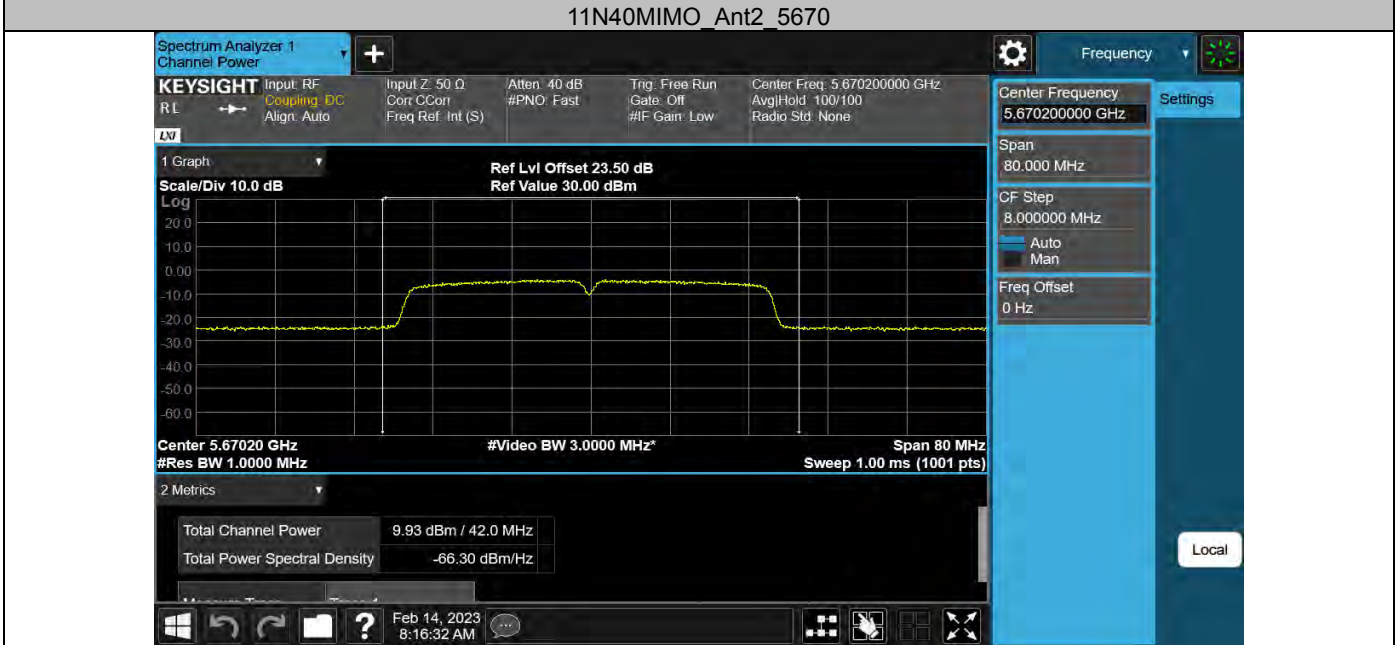 11N40MIMO_Ant2_5670
Spectrum Analyzer 1
Channel Power
Frequency
KEYSIGHT
R L
LXI
Input: RF
Coupling: DC
Align: Auto
Input Z: 50 Ω
Corr CCorr
Freq Ref: Int (S)
Atten: 40 dB
#PNO: Fast
Trig: Free Run
Gate: Off
#IF Gain: Low
Center Freq: 5.670200000 GHz
Avg|Hold: 100/100
Radio Std: None
Center Frequency
5.670200000 GHz
Settings
Span
80.000 MHz
CF Step
8.000000 MHz
Auto
Man
Freq Offset
0 Hz
Local
1 Graph
Scale/Div 10.0 dB
Ref Lvl Offset 23.50 dB
Ref Value 30.00 dBm
Log
20.0
10.0
0.00
-10.0
-20.0
-30.0
-40.0
-50.0
-60.0
Center 5.67020 GHz
#Video BW 3.0000 MHz*
Span 80 MHz
#Res BW 1.0000 MHz
Sweep 1.00 ms (1001 pts)
2 Metrics
Total Channel Power 9.93 dBm / 42.0 MHz
Total Power Spectral Density -66.30 dBm/Hz
Feb 14, 2023
8:16:32 AM